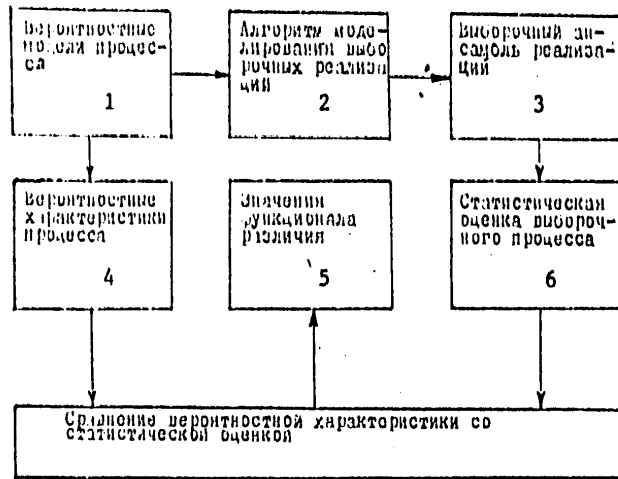 Вероятностные
модели процес-
са
1
Алгоритм моде-
лирования выбо
рочных реализа
ций
2
Выборочный ан-
самбль реализа-
ций
3
Вероятностные
характеристики
процесса
4
Значения
функционала
различия
5
Статистическая
оценка выбороч-
ного процесса
6
Сравнение вероятностной характеристики со
статистической оценкой